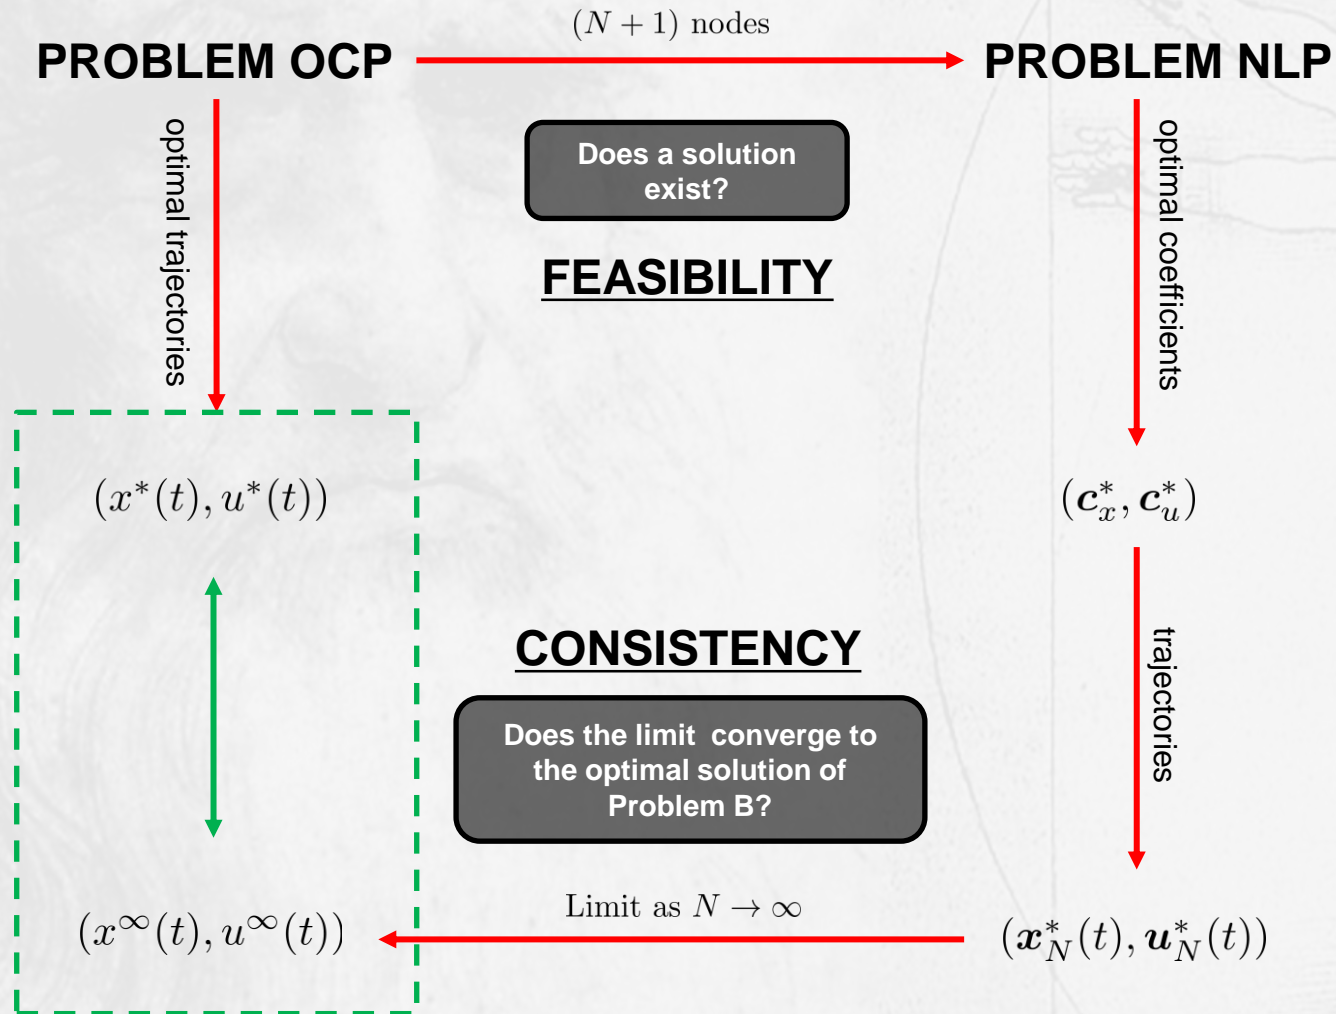 (N + 1) nodes
PROBLEM OCP
PROBLEM NLP
optimal trajectories
Does a solution
exist?
optimal coefficients
FEASIBILITY
(x*(t), u*(t))
(c*_x, c*_u)
CONSISTENCY
trajectories
Does the limit converge to
the optimal solution of
Problem B?
Limit as N → ∞
(x^∞(t), u^∞(t))
(x*_N(t), u*_N(t))